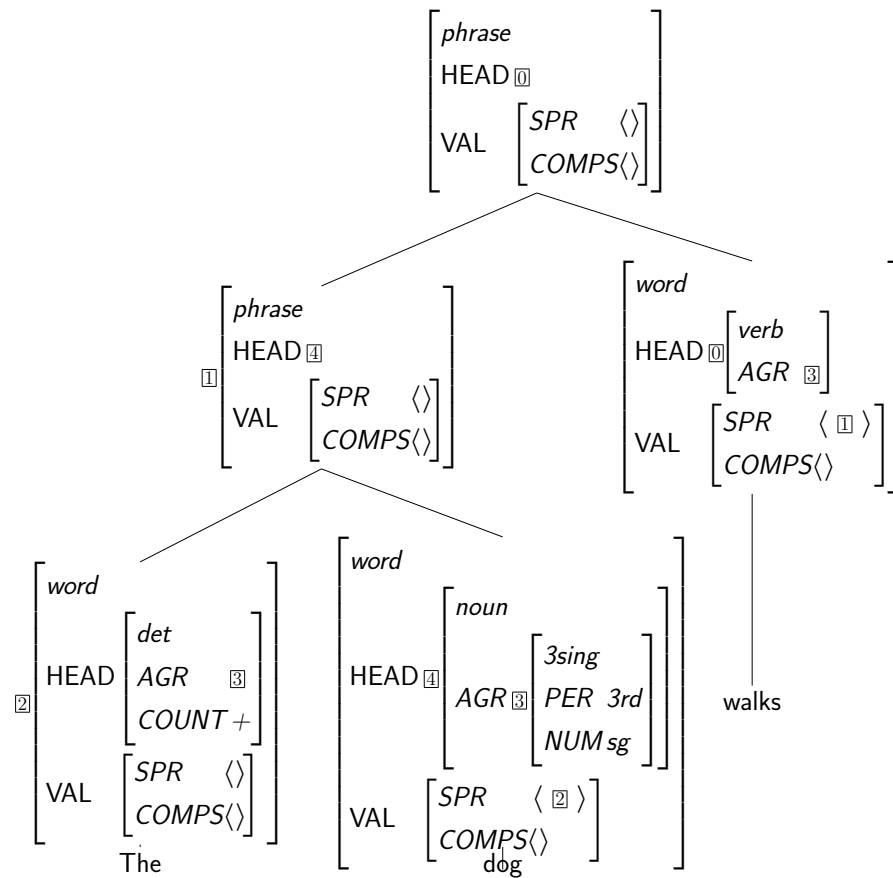 phrase
HEAD 0
VAL SPR ⟨⟩
COMPS⟨⟩
1
phrase
HEAD 4
VAL SPR ⟨⟩
COMPS⟨⟩
word
HEAD 0 verb
AGR 3
VAL SPR ⟨ 1 ⟩
COMPS⟨⟩
2
word
HEAD det
AGR 3
COUNT +
VAL SPR ⟨⟩
COMPS⟨⟩
The
word
HEAD 4 noun
AGR 3 3sing
PER 3rd
NUM sg
VAL SPR ⟨ 2 ⟩
COMPS⟨⟩
dog
walks